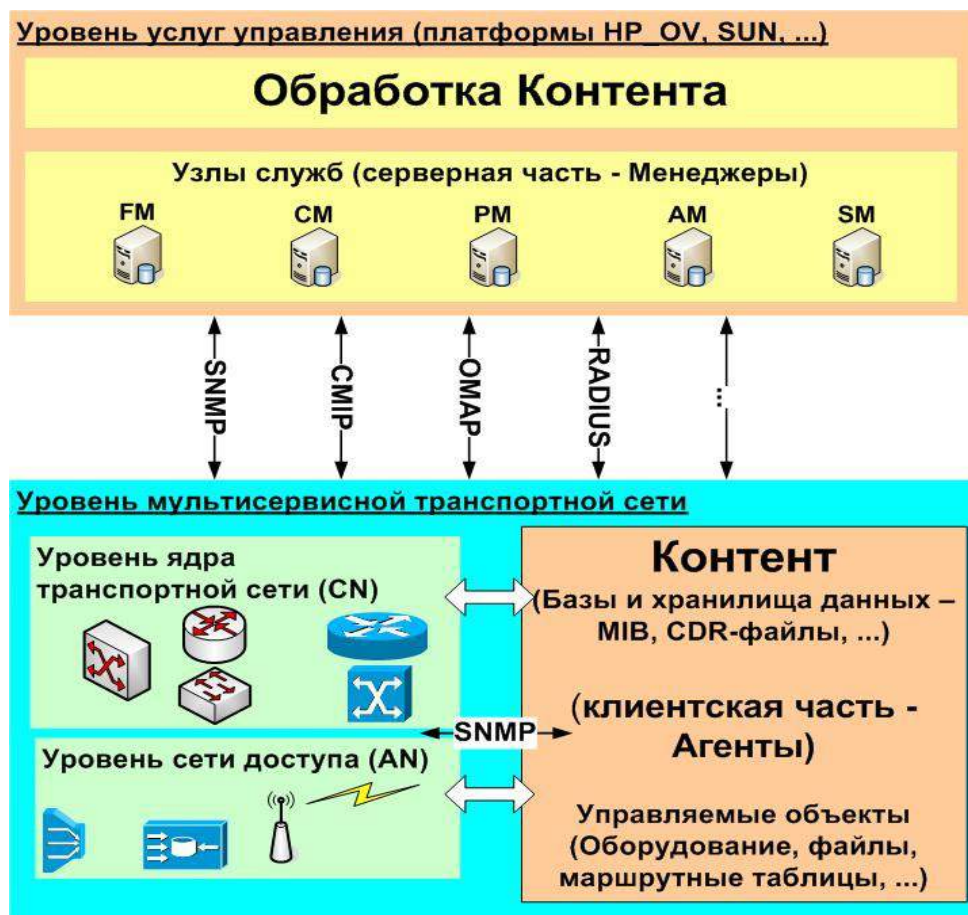 Уровень услуг управления (платформы HP_OV, SUN, ...)
Обработка Контента
Узлы служб (серверная часть - Менеджеры)
FM
CM
PM
AM
SM
SNMP
CMIP
OMAP
RADIUS
...
Уровень мультисервисной транспортной сети
Уровень ядра
транспортной сети (CN)
Контент
(Базы и хранилища данных –
MIB, CDR-файлы, ...)
(клиентская часть -
Агенты)
SNMP
Уровень сети доступа (AN)
Управляемые объекты
(Оборудование, файлы,
маршрутные таблицы, ...)